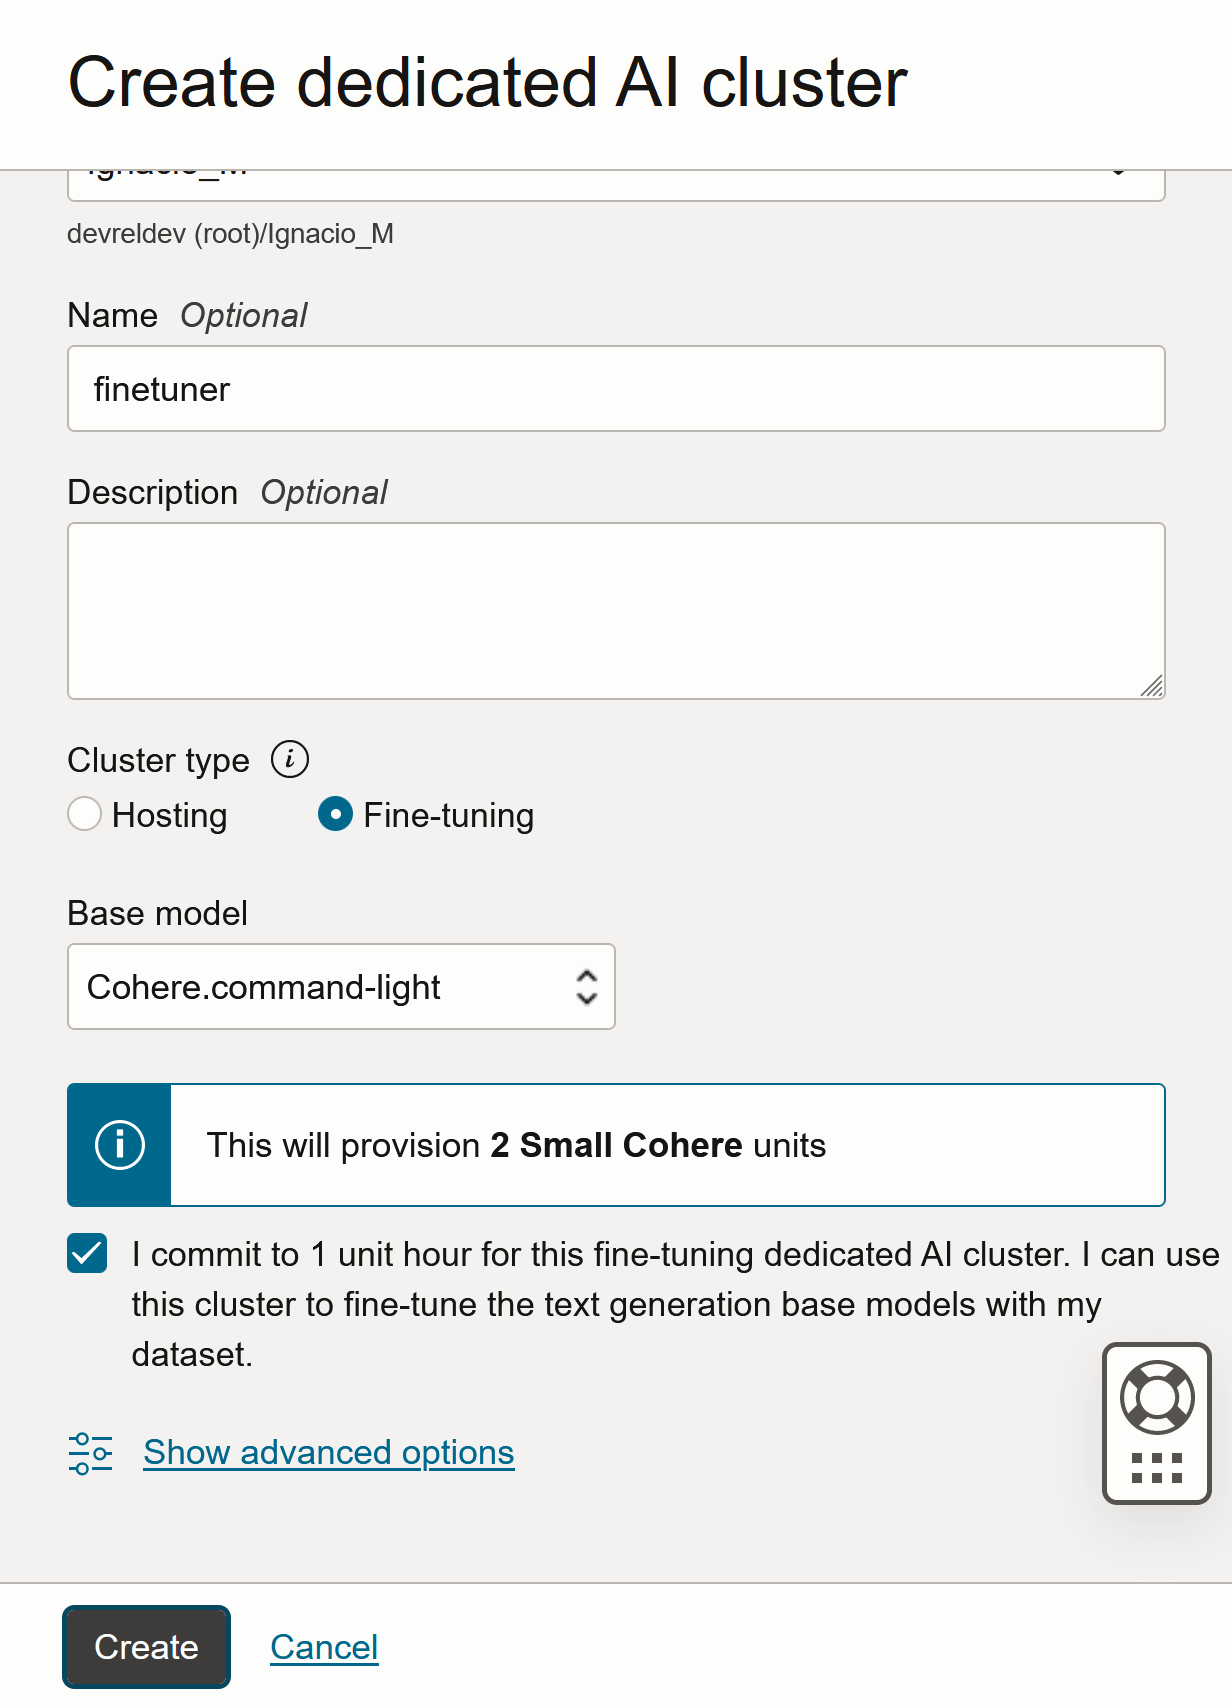 Create dedicated AI cluster
Ignacio_M
devreldev (root)/Ignacio_M
Name Optional
finetuner
Description Optional
Cluster type i
Hosting Fine-tuning
Base model
Cohere.command-light
i This will provision 2 Small Cohere units
I commit to 1 unit hour for this fine-tuning dedicated AI cluster. I can use
this cluster to fine-tune the text generation base models with my
dataset.
Show advanced options
Create Cancel